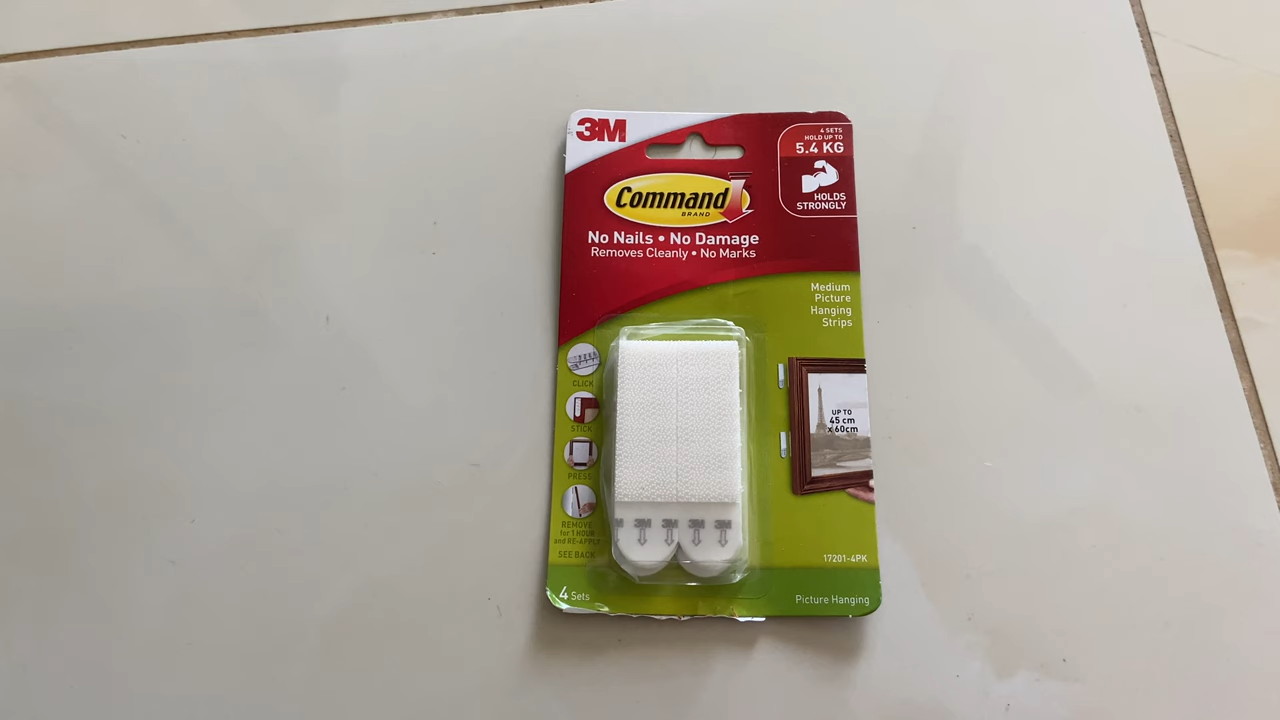 3M
4 SETS
HOLD UP TO
5.4 KG
HOLDS
STRONGLY
Command
BRAND
No Nails • No Damage
Removes Cleanly • No Marks
Medium
Picture
Hanging
Strips
CLICK
STICK
PRESS
REMOVE
for 1 HOUR
and RE-APPLY
SEE BACK
UP TO
45 cm
x 60cm
M 3M 3M 3M 3M
17201-4PK
4 Sets
Picture Hanging